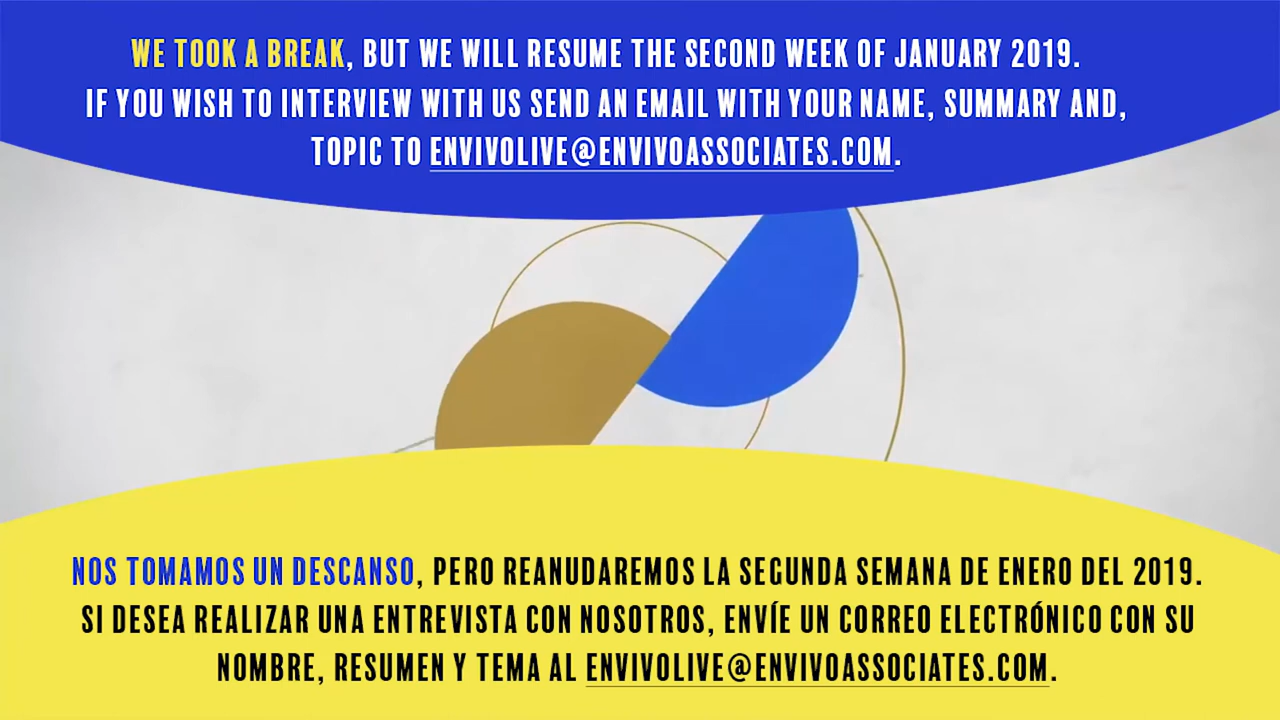 WE TOOK A BREAK, BUT WE WILL RESUME THE SECOND WEEK OF JANUARY 2019.
IF YOU WISH TO INTERVIEW WITH US SEND AN EMAIL WITH YOUR NAME, SUMMARY AND,
TOPIC TO ENVIVOLIVE@ENVIVOASSOCIATES.COM.
NOS TOMAMOS UN DESCANSO, PERO REANUDAREMOS LA SEGUNDA SEMANA DE ENERO DEL 2019.
SI DESEA REALIZAR UNA ENTREVISTA CON NOSOTROS, ENVÍE UN CORREO ELECTRÓNICO CON SU
NOMBRE, RESUMEN Y TEMA AL ENVIVOLIVE@ENVIVOASSOCIATES.COM.